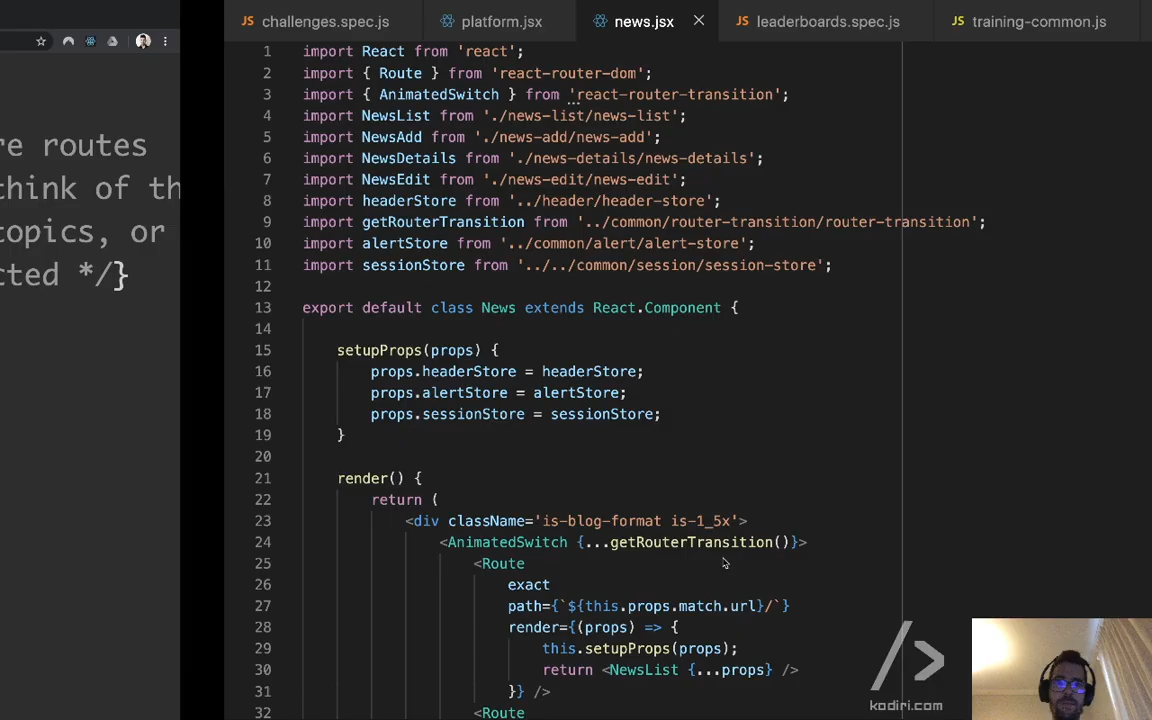 re routes
think of th
topics, or
cted */}
challenges.spec.js
platform.jsx
news.jsx
leaderboards.spec.js
training-common.js
1 import React from 'react';
2 import { Route } from 'react-router-dom';
3 import { AnimatedSwitch } from 'react-router-transition';
4 import NewsList from './news-list/news-list';
5 import NewsAdd from './news-add/news-add';
6 import NewsDetails from './news-details/news-details';
7 import NewsEdit from './news-edit/news-edit';
8 import headerStore from '../header/header-store';
9 import getRouterTransition from '../common/router-transition/router-transition';
10 import alertStore from '../common/alert/alert-store';
11 import sessionStore from '../../common/session/session-store';
12
13 export default class News extends React.Component {
14
15 setupProps(props) {
16 props.headerStore = headerStore;
17 props.alertStore = alertStore;
18 props.sessionStore = sessionStore;
19 }
20
21 render() {
22 return (
23 <div className='is-blog-format is-1_5x'>
24 <AnimatedSwitch {...getRouterTransition()}>
25 <Route
26 exact
27 path={`${this.props.match.url}/`}
28 render={(props) => {
29 this.setupProps(props);
30 return <NewsList {...props} />
31 }} />
32 <Route
kodiri.com